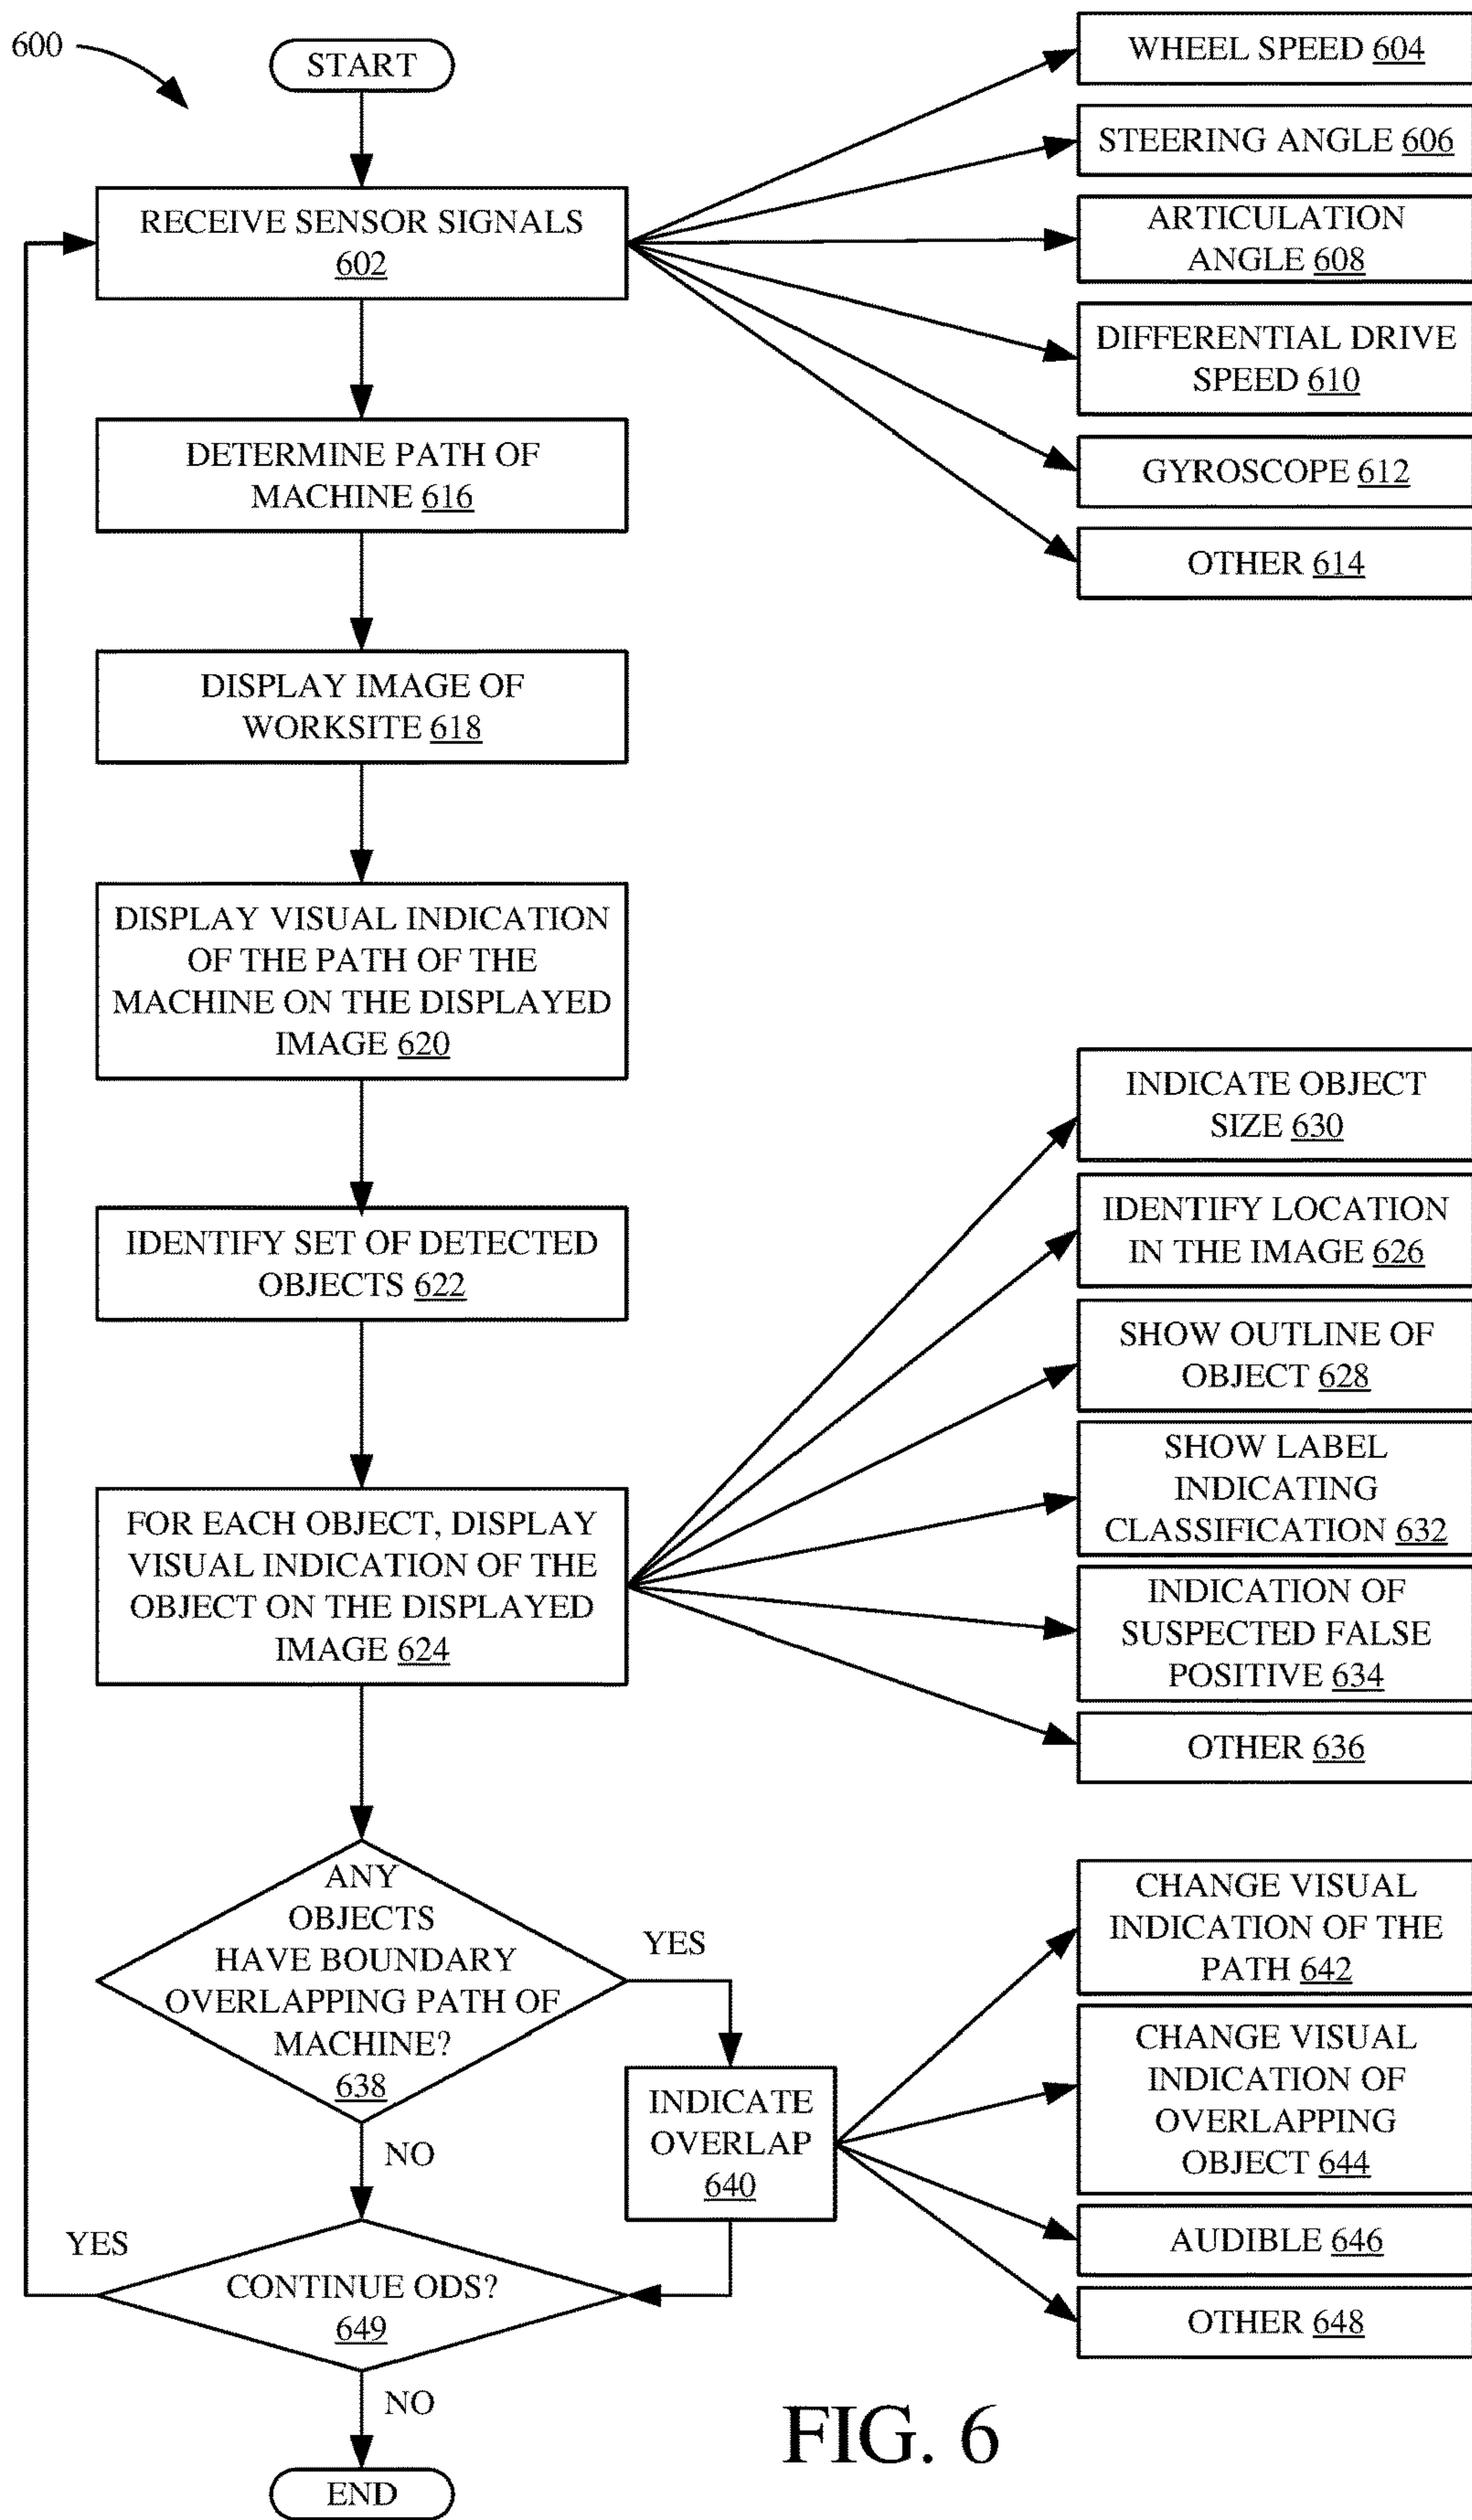 600
START
RECEIVE SENSOR SIGNALS
602
WHEEL SPEED 604
STEERING ANGLE 606
ARTICULATION
ANGLE 608
DIFFERENTIAL DRIVE
SPEED 610
GYROSCOPE 612
OTHER 614
DETERMINE PATH OF
MACHINE 616
DISPLAY IMAGE OF
WORKSITE 618
DISPLAY VISUAL INDICATION
OF THE PATH OF THE
MACHINE ON THE DISPLAYED
IMAGE 620
IDENTIFY SET OF DETECTED
OBJECTS 622
FOR EACH OBJECT, DISPLAY
VISUAL INDICATION OF THE
OBJECT ON THE DISPLAYED
IMAGE 624
INDICATE OBJECT
SIZE 630
IDENTIFY LOCATION
IN THE IMAGE 626
SHOW OUTLINE OF
OBJECT 628
SHOW LABEL
INDICATING
CLASSIFICATION 632
INDICATION OF
SUSPECTED FALSE
POSITIVE 634
OTHER 636
ANY
OBJECTS
HAVE BOUNDARY
OVERLAPPING PATH OF
MACHINE?
638
YES
NO
INDICATE
OVERLAP
640
CHANGE VISUAL
INDICATION OF THE
PATH 642
CHANGE VISUAL
INDICATION OF
OVERLAPPING
OBJECT 644
AUDIBLE 646
OTHER 648
YES
CONTINUE ODS?
649
NO
END
FIG. 6